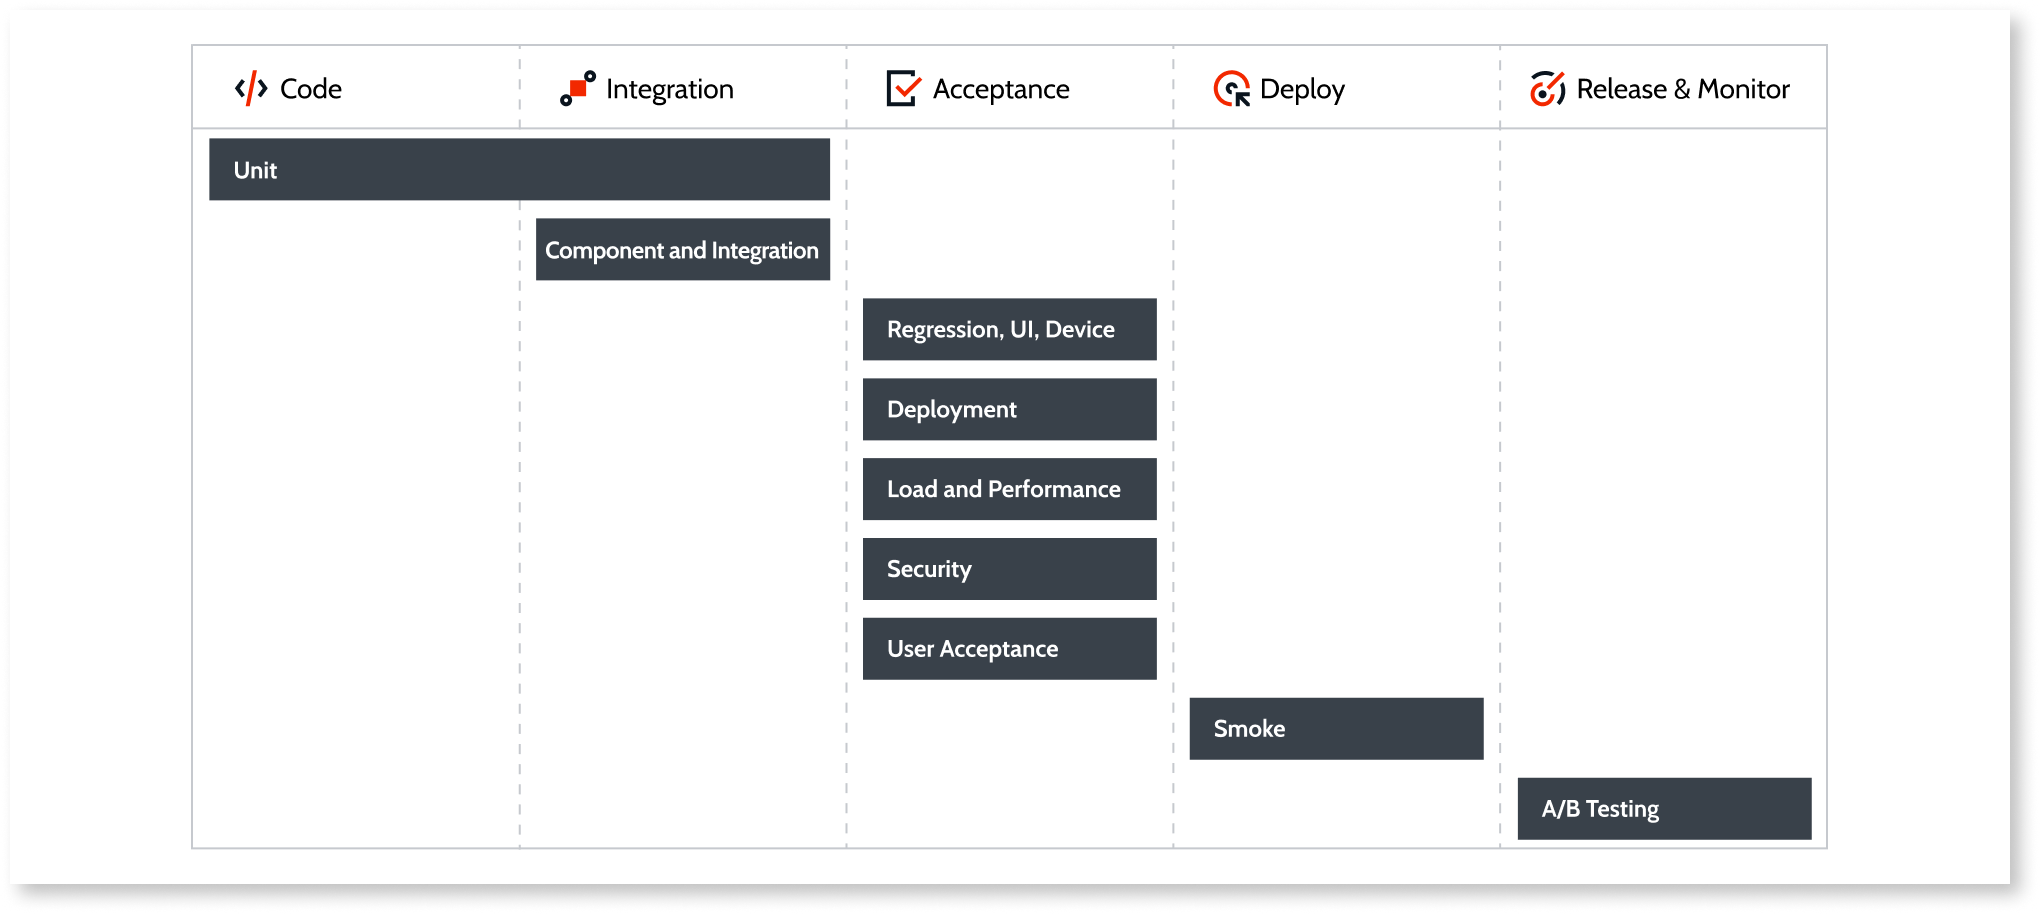 Code
Integration
Acceptance
Deploy
Release & Monitor
Unit
Component and Integration
Regression, UI, Device
Deployment
Load and Performance
Security
User Acceptance
Smoke
A/B Testing